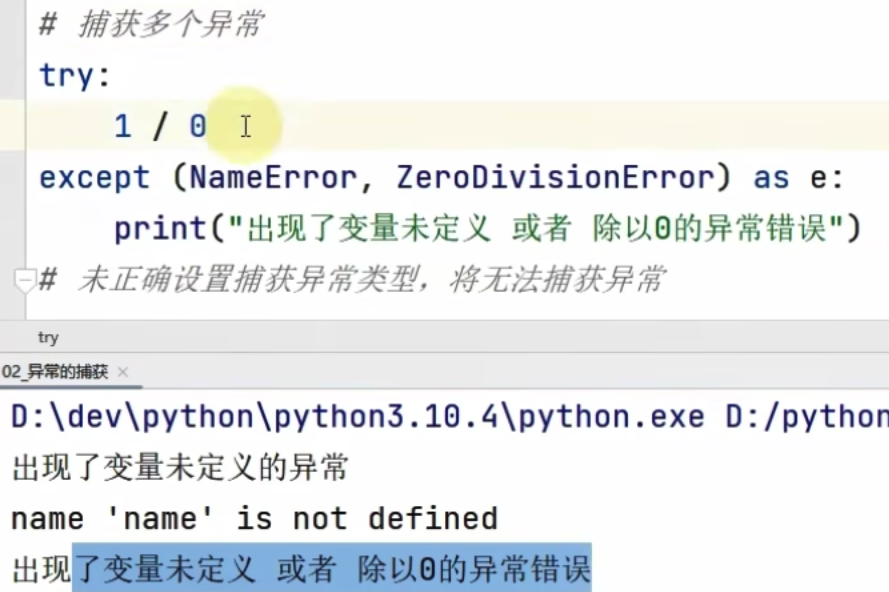 # 捕获多个异常
try:
    1 / 0
except (NameError, ZeroDivisionError) as e:
    print("出现了变量未定义 或者 除以0的异常错误")
# 未正确设置捕获异常类型，将无法捕获异常
try
02_异常的捕获 ×
D:\dev\python\python3.10.4\python.exe D:/python
出现了变量未定义的异常
name 'name' is not defined
出现了变量未定义 或者 除以0的异常错误